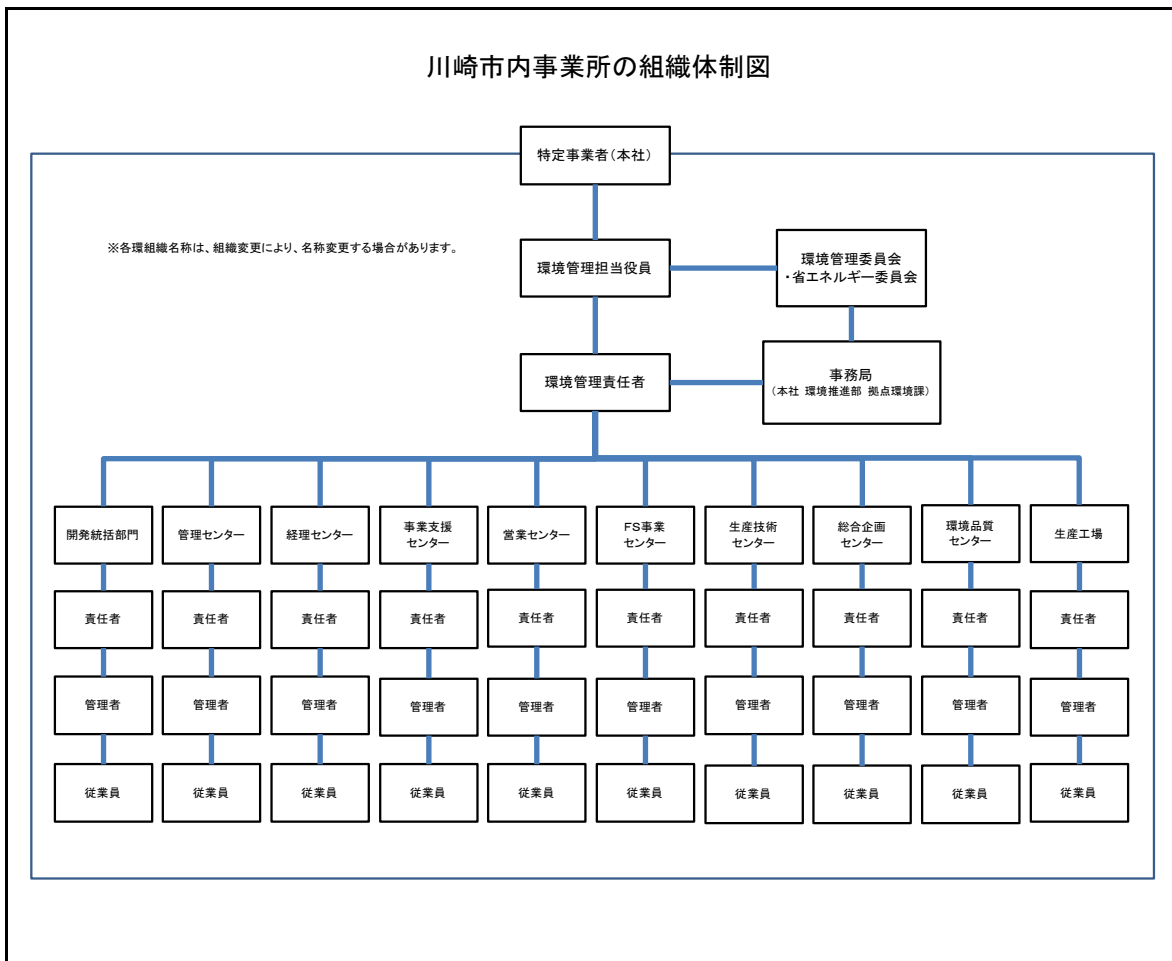 川崎市内事業所の組織体制図
特定事業者(本社)
※各環組織名称は、組織変更により、名称変更する場合があります。
環境管理担当役員
環境管理委員会
・省エネルギー委員会
環境管理責任者
事務局
(本社 環境推進部 拠点環境課)
開発統括部門
管理センター
経理センター
事業支援
センター
営業センター
FS事業
センター
生産技術
センター
総合企画
センター
環境品質
センター
生産工場
責任者 責任者 責任者 責任者 責任者 責任者 責任者 責任者 責任者 責任者
管理者 管理者 管理者 管理者 管理者 管理者 管理者 管理者 管理者 管理者
従業員 従業員 従業員 従業員 従業員 従業員 従業員 従業員 従業員 従業員